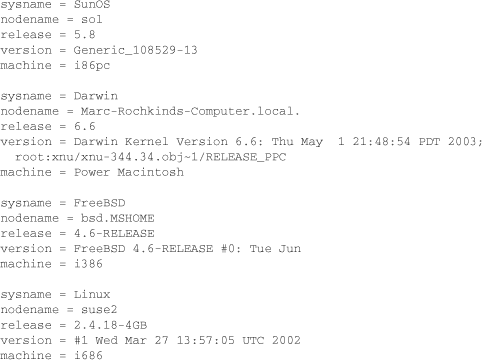 sysname = SunOS
nodename = sol
release = 5.8
version = Generic_108529-13
machine = i86pc
sysname = Darwin
nodename = Marc-Rochkinds-Computer.local.
release = 6.6
version = Darwin Kernel Version 6.6: Thu May  1 21:48:54 PDT 2003;
  root:xnu/xnu-344.34.obj~1/RELEASE_PPC
machine = Power Macintosh
sysname = FreeBSD
nodename = bsd.MSHOME
release = 4.6-RELEASE
version = FreeBSD 4.6-RELEASE #0: Tue Jun
machine = i386
sysname = Linux
nodename = suse2
release = 2.4.18-4GB
version = #1 Wed Mar 27 13:57:05 UTC 2002
machine = i686